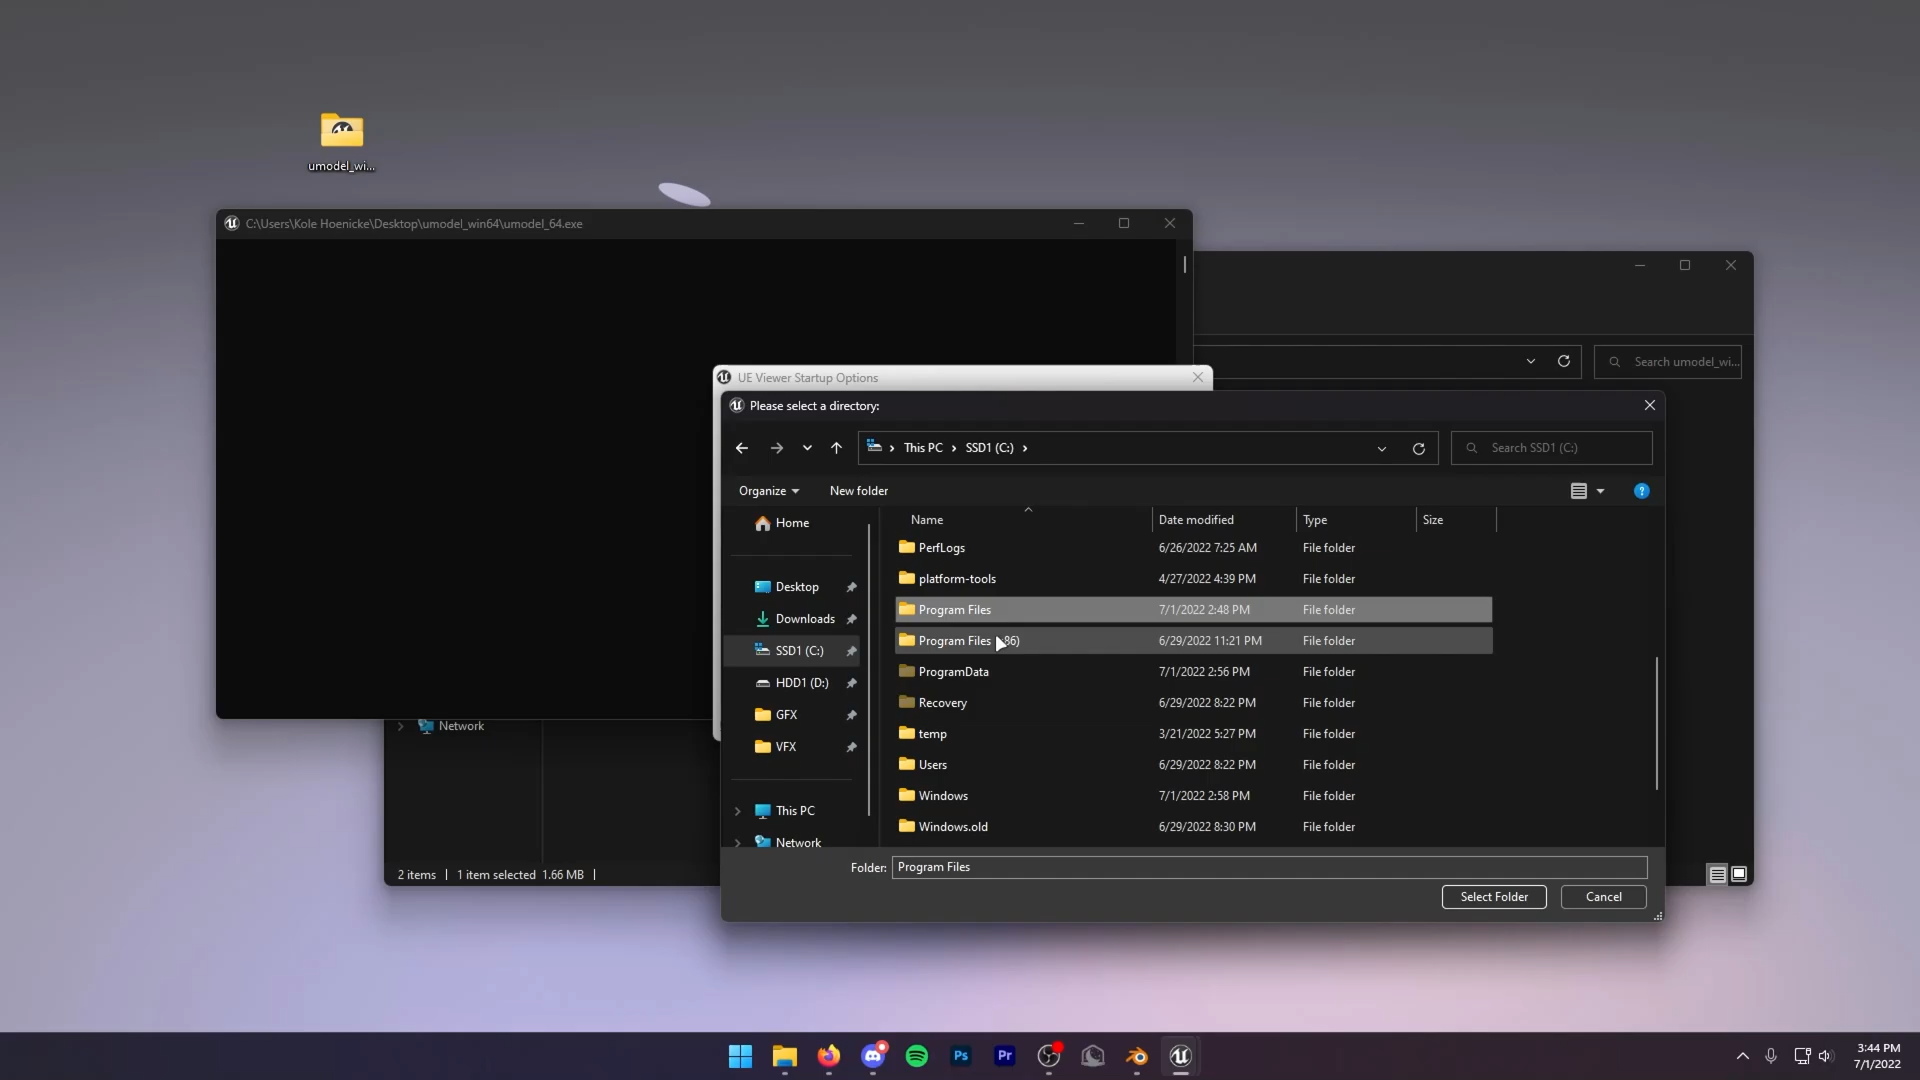 umodel_wi...
C:\Users\Kole Hoenicke\Desktop\umodel_win64\umodel_64.exe
Search umodel_wi...
UE Viewer Startup Options
Please select a directory:
This PC > SSD1 (C:) >
Search SSD1 (C:)
Organize
New folder
Name
Date modified
Type
Size
Home
Desktop
Downloads
SSD1 (C:)
HDD1 (D:)
GFX
VFX
This PC
Network
PerfLogs 6/26/2022 7:25 AM File folder
platform-tools 4/27/2022 4:39 PM File folder
Program Files 7/1/2022 2:48 PM File folder
Program Files 86) 6/29/2022 11:21 PM File folder
ProgramData 7/1/2022 2:56 PM File folder
Recovery 6/29/2022 8:22 PM File folder
temp 3/21/2022 5:27 PM File folder
Users 6/29/2022 8:22 PM File folder
Windows 7/1/2022 2:58 PM File folder
Windows.old 6/29/2022 8:30 PM File folder
Folder: Program Files
Select Folder
Cancel
Network
2 items | 1 item selected 1.66 MB |
Ps
Pr
3:44 PM
7/1/2022